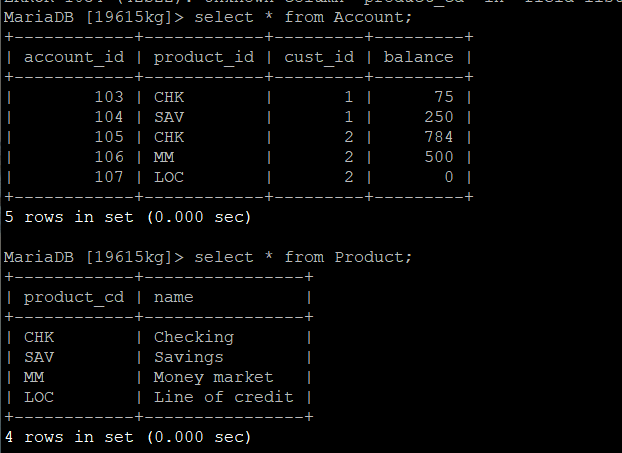 MariaDB [19615kg]> select * from Account;
+------------+------------+---------+---------+
| account_id | product_id | cust_id | balance |
+------------+------------+---------+---------+
|        103 | CHK        |       1 |      75 |
|        104 | SAV        |       1 |     250 |
|        105 | CHK        |       2 |     784 |
|        106 | MM         |       2 |     500 |
|        107 | LOC        |       2 |       0 |
+------------+------------+---------+---------+
5 rows in set (0.000 sec)
MariaDB [19615kg]> select * from Product;
+------------+----------------+
| product_cd | name           |
+------------+----------------+
| CHK        | Checking       |
| SAV        | Savings        |
| MM         | Money market   |
| LOC        | Line of credit |
+------------+----------------+
4 rows in set (0.000 sec)